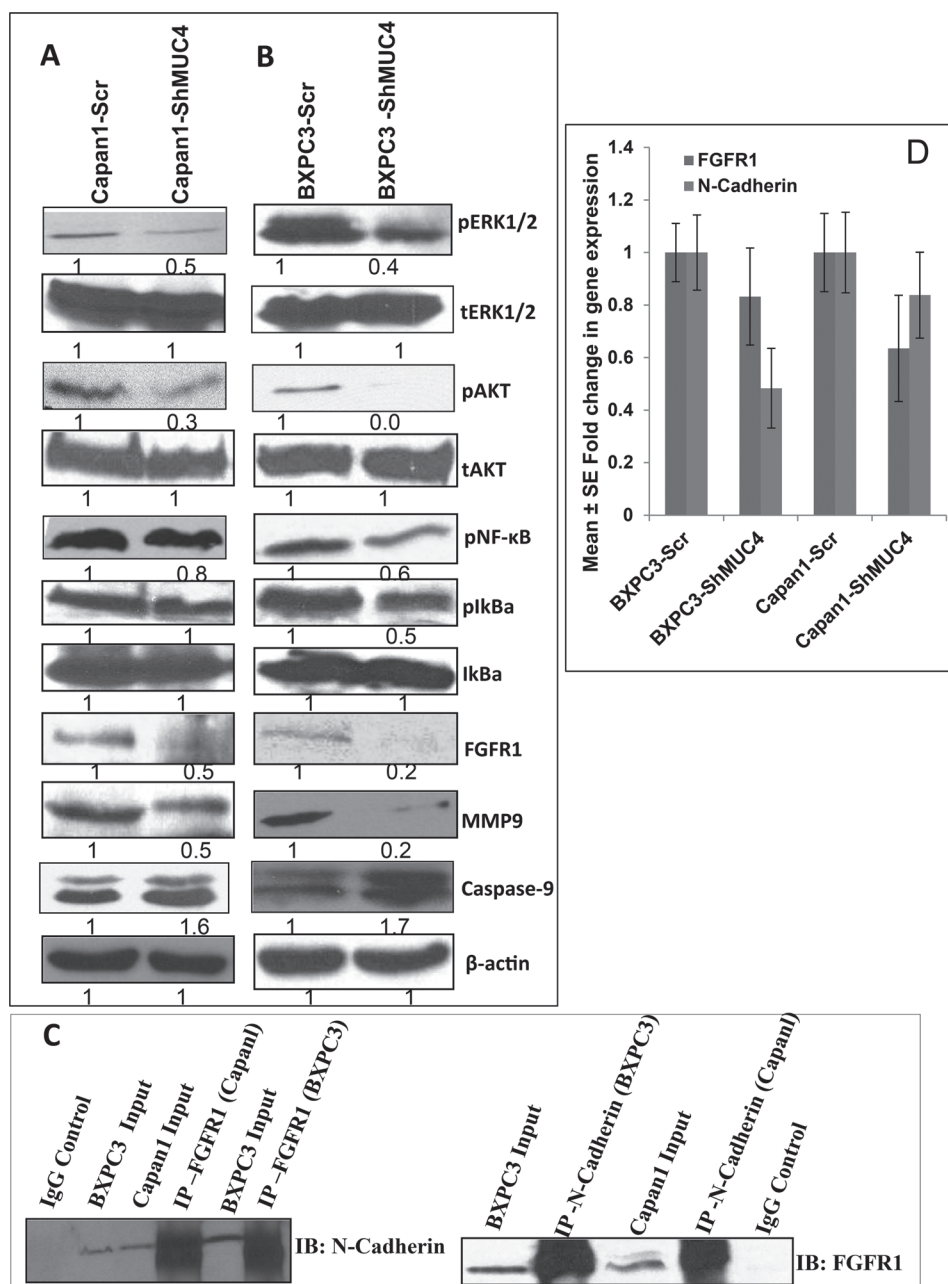 A
B
Capan1-Scr
Capan1-ShMUC4
BXPC3-Scr
BXPC3 -ShMUC4
pERK1/2
1 0.5 1 0.4
tERK1/2
1 1 1 1
pAKT
1 0.3 1 0.0
tAKT
1 1 1 1
pNF-κB
1 0.8 1 0.6
pIkBa
1 1 1 0.5
IkBa
1 1 1 1
FGFR1
1 0.5 1 0.2
MMP9
1 0.5 1 0.2
Caspase-9
1 1.6 1 1.7
β-actin
1 1 1 1
D
FGFR1
N-Cadherin
Mean ± SE Fold change in gene expression
1.4
1.2
1
0.8
0.6
0.4
0.2
0
BXPC3-Scr
BXPC3-ShMUC4
Capan1-Scr
Capan1-ShMUC4
C
IgG Control
BXPC3 Input
Capan1 Input
IP–FGFR1 (CapanI)
BXPC3 Input
IP–FGFR1 (BXPC3)
IB: N-Cadherin
BXPC3 Input
IP-N-Cadherin (BXPC3)
Capan1 Input
IP-N-Cadherin (CapanI)
IgG Control
IB: FGFR1